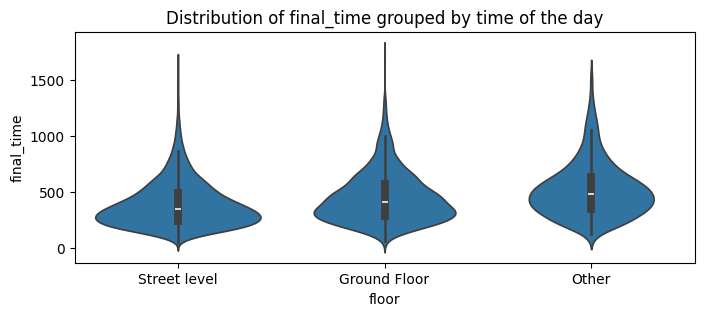 Distribution of final_time grouped by time of the day
final_time
1500
1000
500
0
Street level
Ground Floor
Other
floor